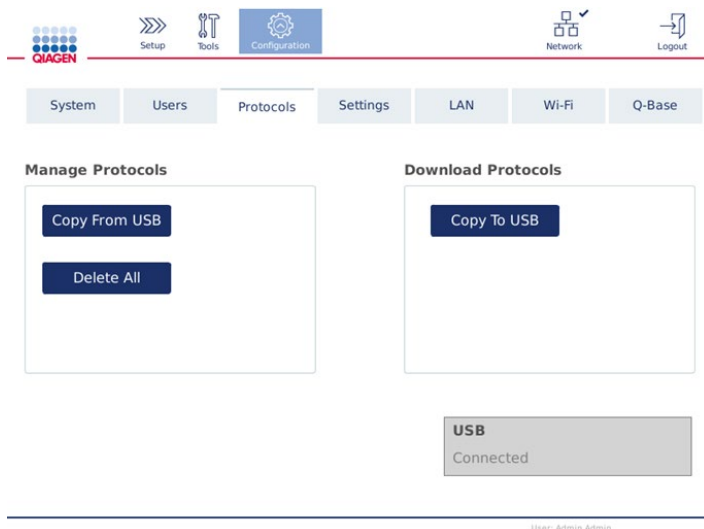 Setup
Tools
Configuration
Network
Logout
QIAGEN
System
Users
Protocols
Settings
LAN
Wi-Fi
Q-Base
Manage Protocols
Download Protocols
Copy From USB
Copy To USB
Delete All
USB
Connected
User: Admin Admin